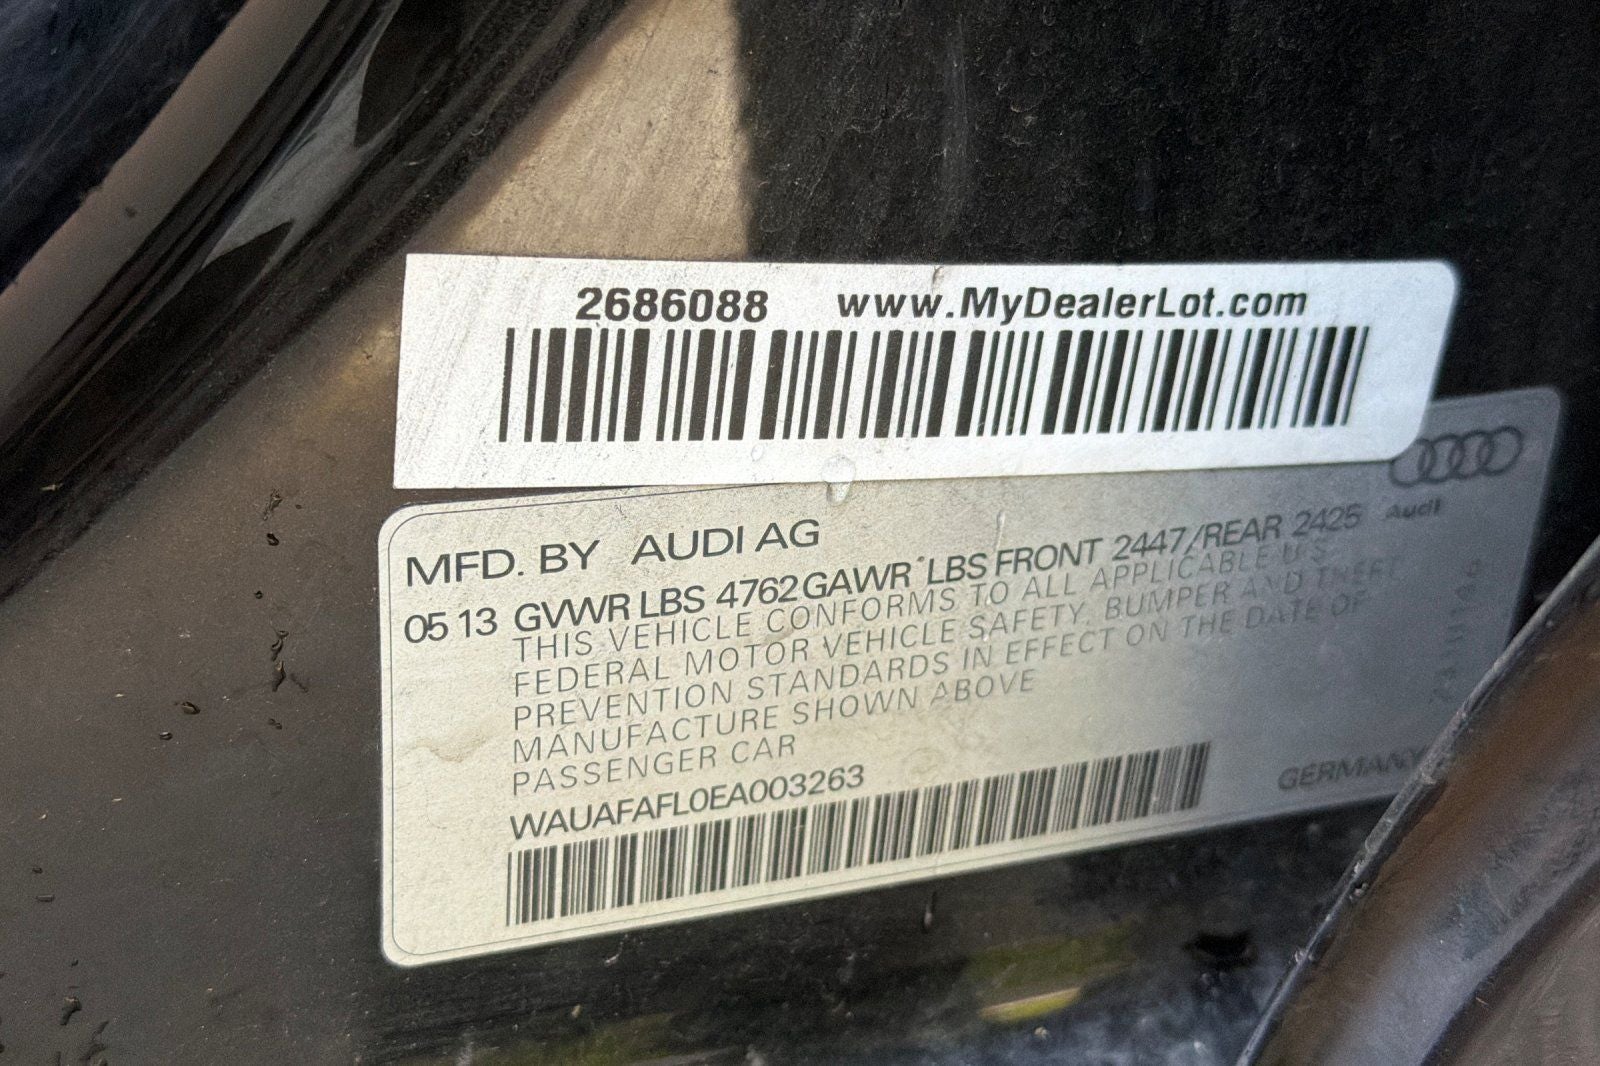 2686088 www.MyDealerLot.com
Audi
MFD. BY AUDI AG
05 13 GVWR LBS 4762 GAWR LBS FRONT 2447/REAR 2425
THIS VEHICLE CONFORMS TO ALL APPLICABLE U.S.
FEDERAL MOTOR VEHICLE SAFETY, BUMPER AND THEFT
PREVENTION STANDARDS IN EFFECT ON THE DATE OF
MANUFACTURE SHOWN ABOVE
PASSENGER CAR
WAUAFAFL0EA003263
GERMANY